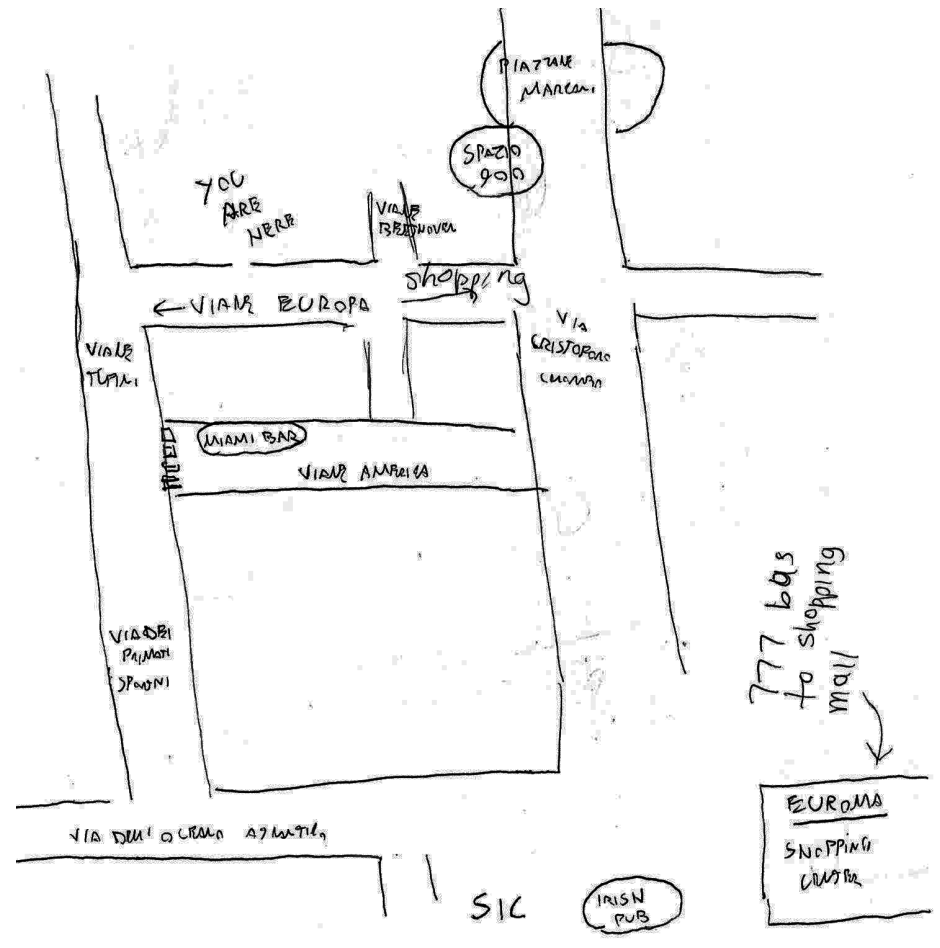 PIAZZALE
MARCONI
SPAZIO
900
YOU
ARE
HERE
VIALE
BEETHOVEN
shopping
← VIALE EUROPA
VIA
CRISTOFORO
COLOMBO
VIALE
TUPINI
MIAMI BAR
VIALE AMERICA
777 bus
to shopping
mall
VIA DEI
PRIMATI
SPORTIVI
EUROMA
SHOPPING
CENTER
VIA DELL'OCEANO ATLANTICO
SIC
IRISH
PUB